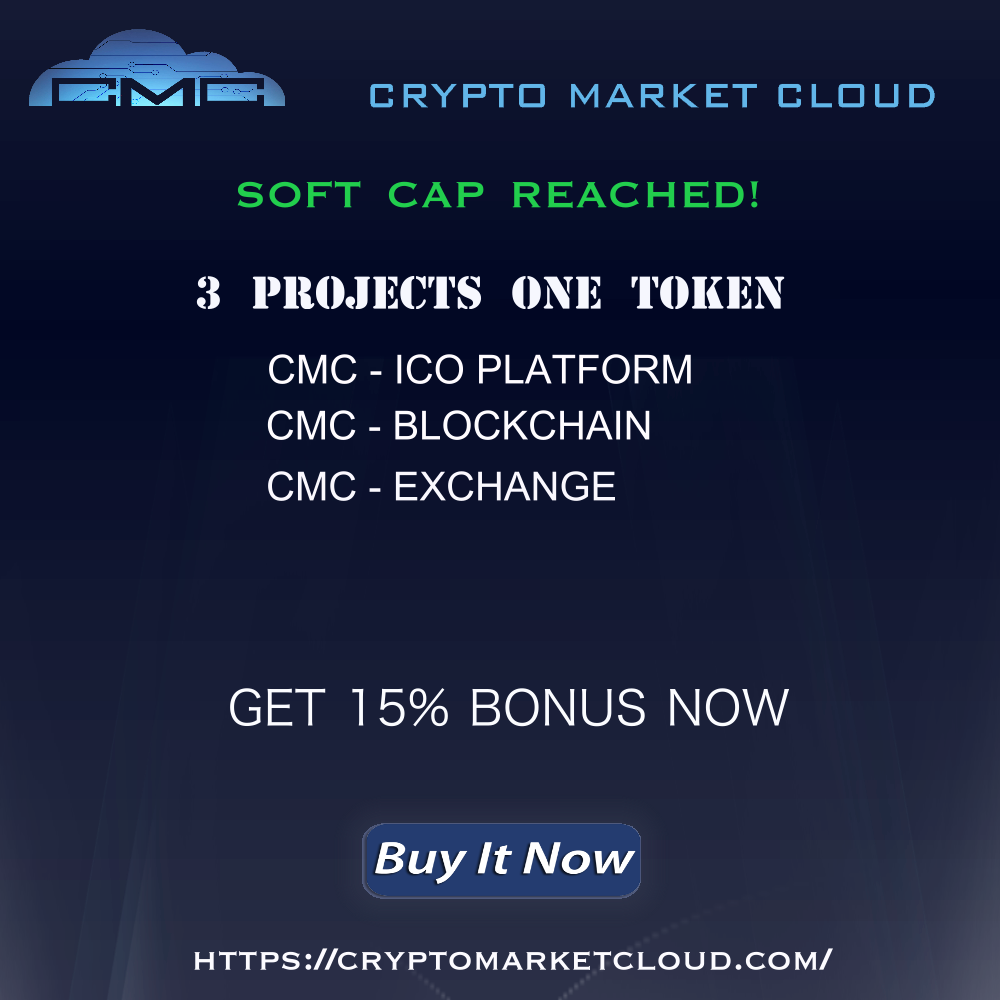 CMC
CRYPTO MARKET CLOUD
SOFT CAP REACHED!
3 PROJECTS ONE TOKEN
CMC - ICO PLATFORM
CMC - BLOCKCHAIN
CMC - EXCHANGE
GET 15% BONUS NOW
Buy It Now
HTTPS://CRYPTOMARKETCLOUD.COM/